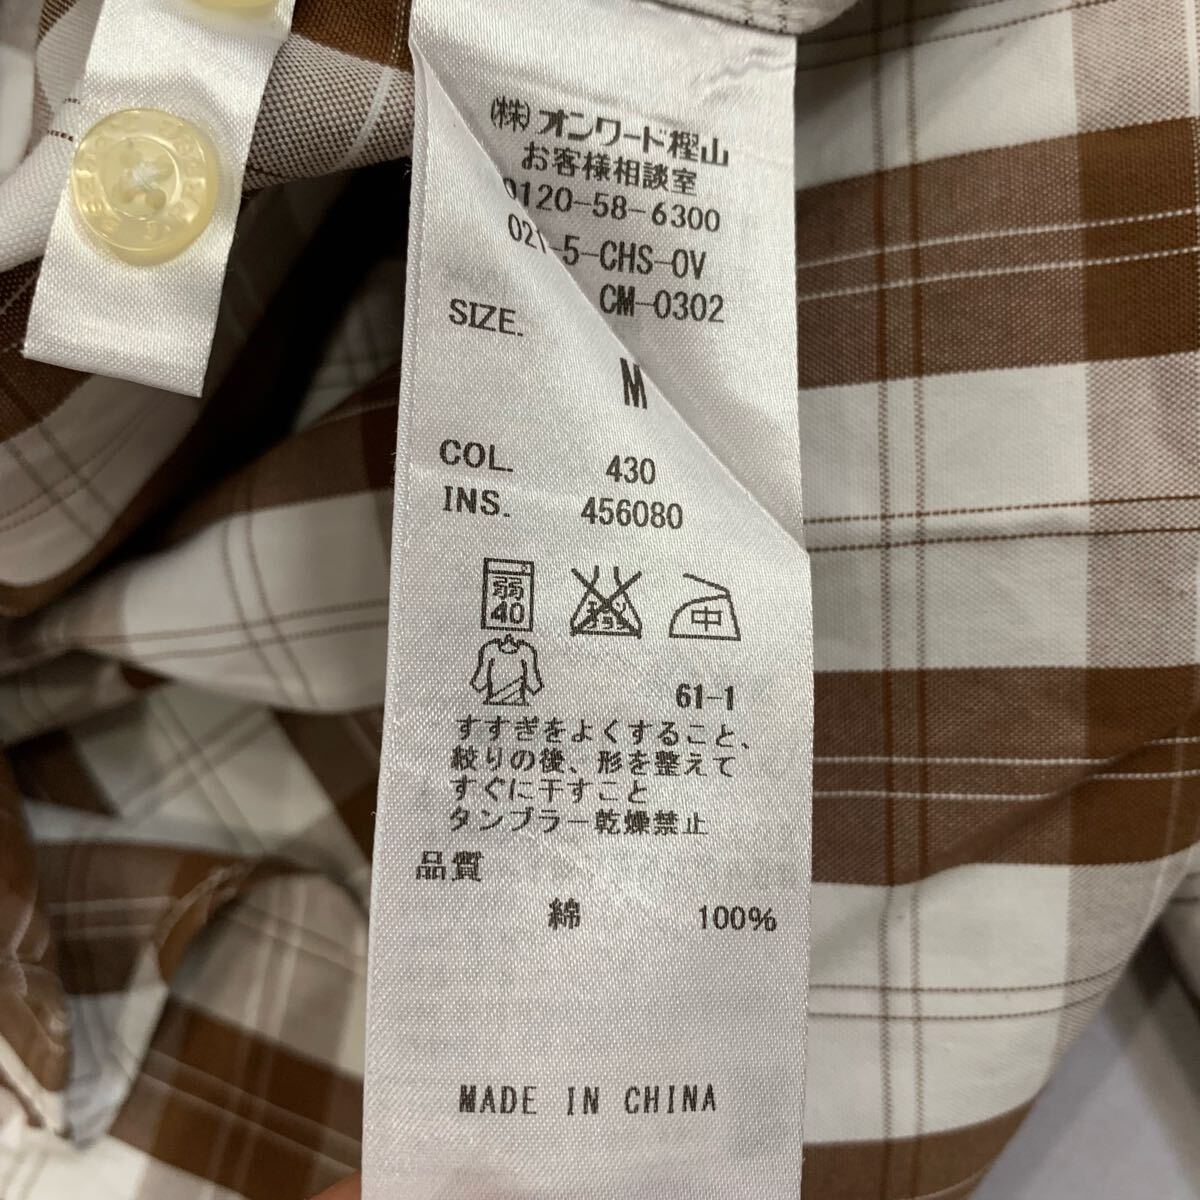 (株)オンワード樫山
お客様相談室
0120-58-6300
5-CHS-OV
CM-0302
SIZE. M
COL. 430
INS. 456080
弱
40
中
61-1
すすぎをよくすること、
絞りの後、形を整えて
すぐに干すこと
タンブラー乾燥禁止
品質
綿 100%
MADE IN CHINA